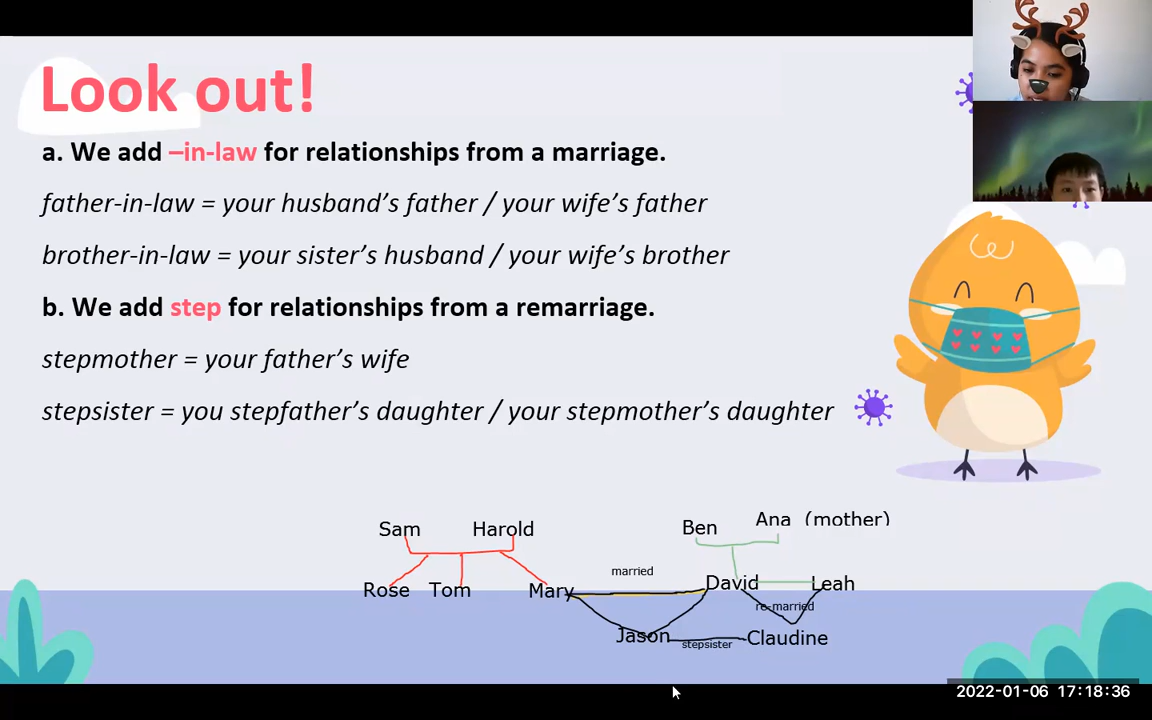 Look out!
a. We add –in-law for relationships from a marriage.
father-in-law = your husband’s father / your wife’s father
brother-in-law = your sister’s husband / your wife’s brother
b. We add step for relationships from a remarriage.
stepmother = your father’s wife
stepsister = you stepfather’s daughter / your stepmother’s daughter
Sam Harold Ben Ana (mother)
married
Rose Tom Mary David Leah
re-married
Jason stepsister Claudine
2022-01-06 17:18:36